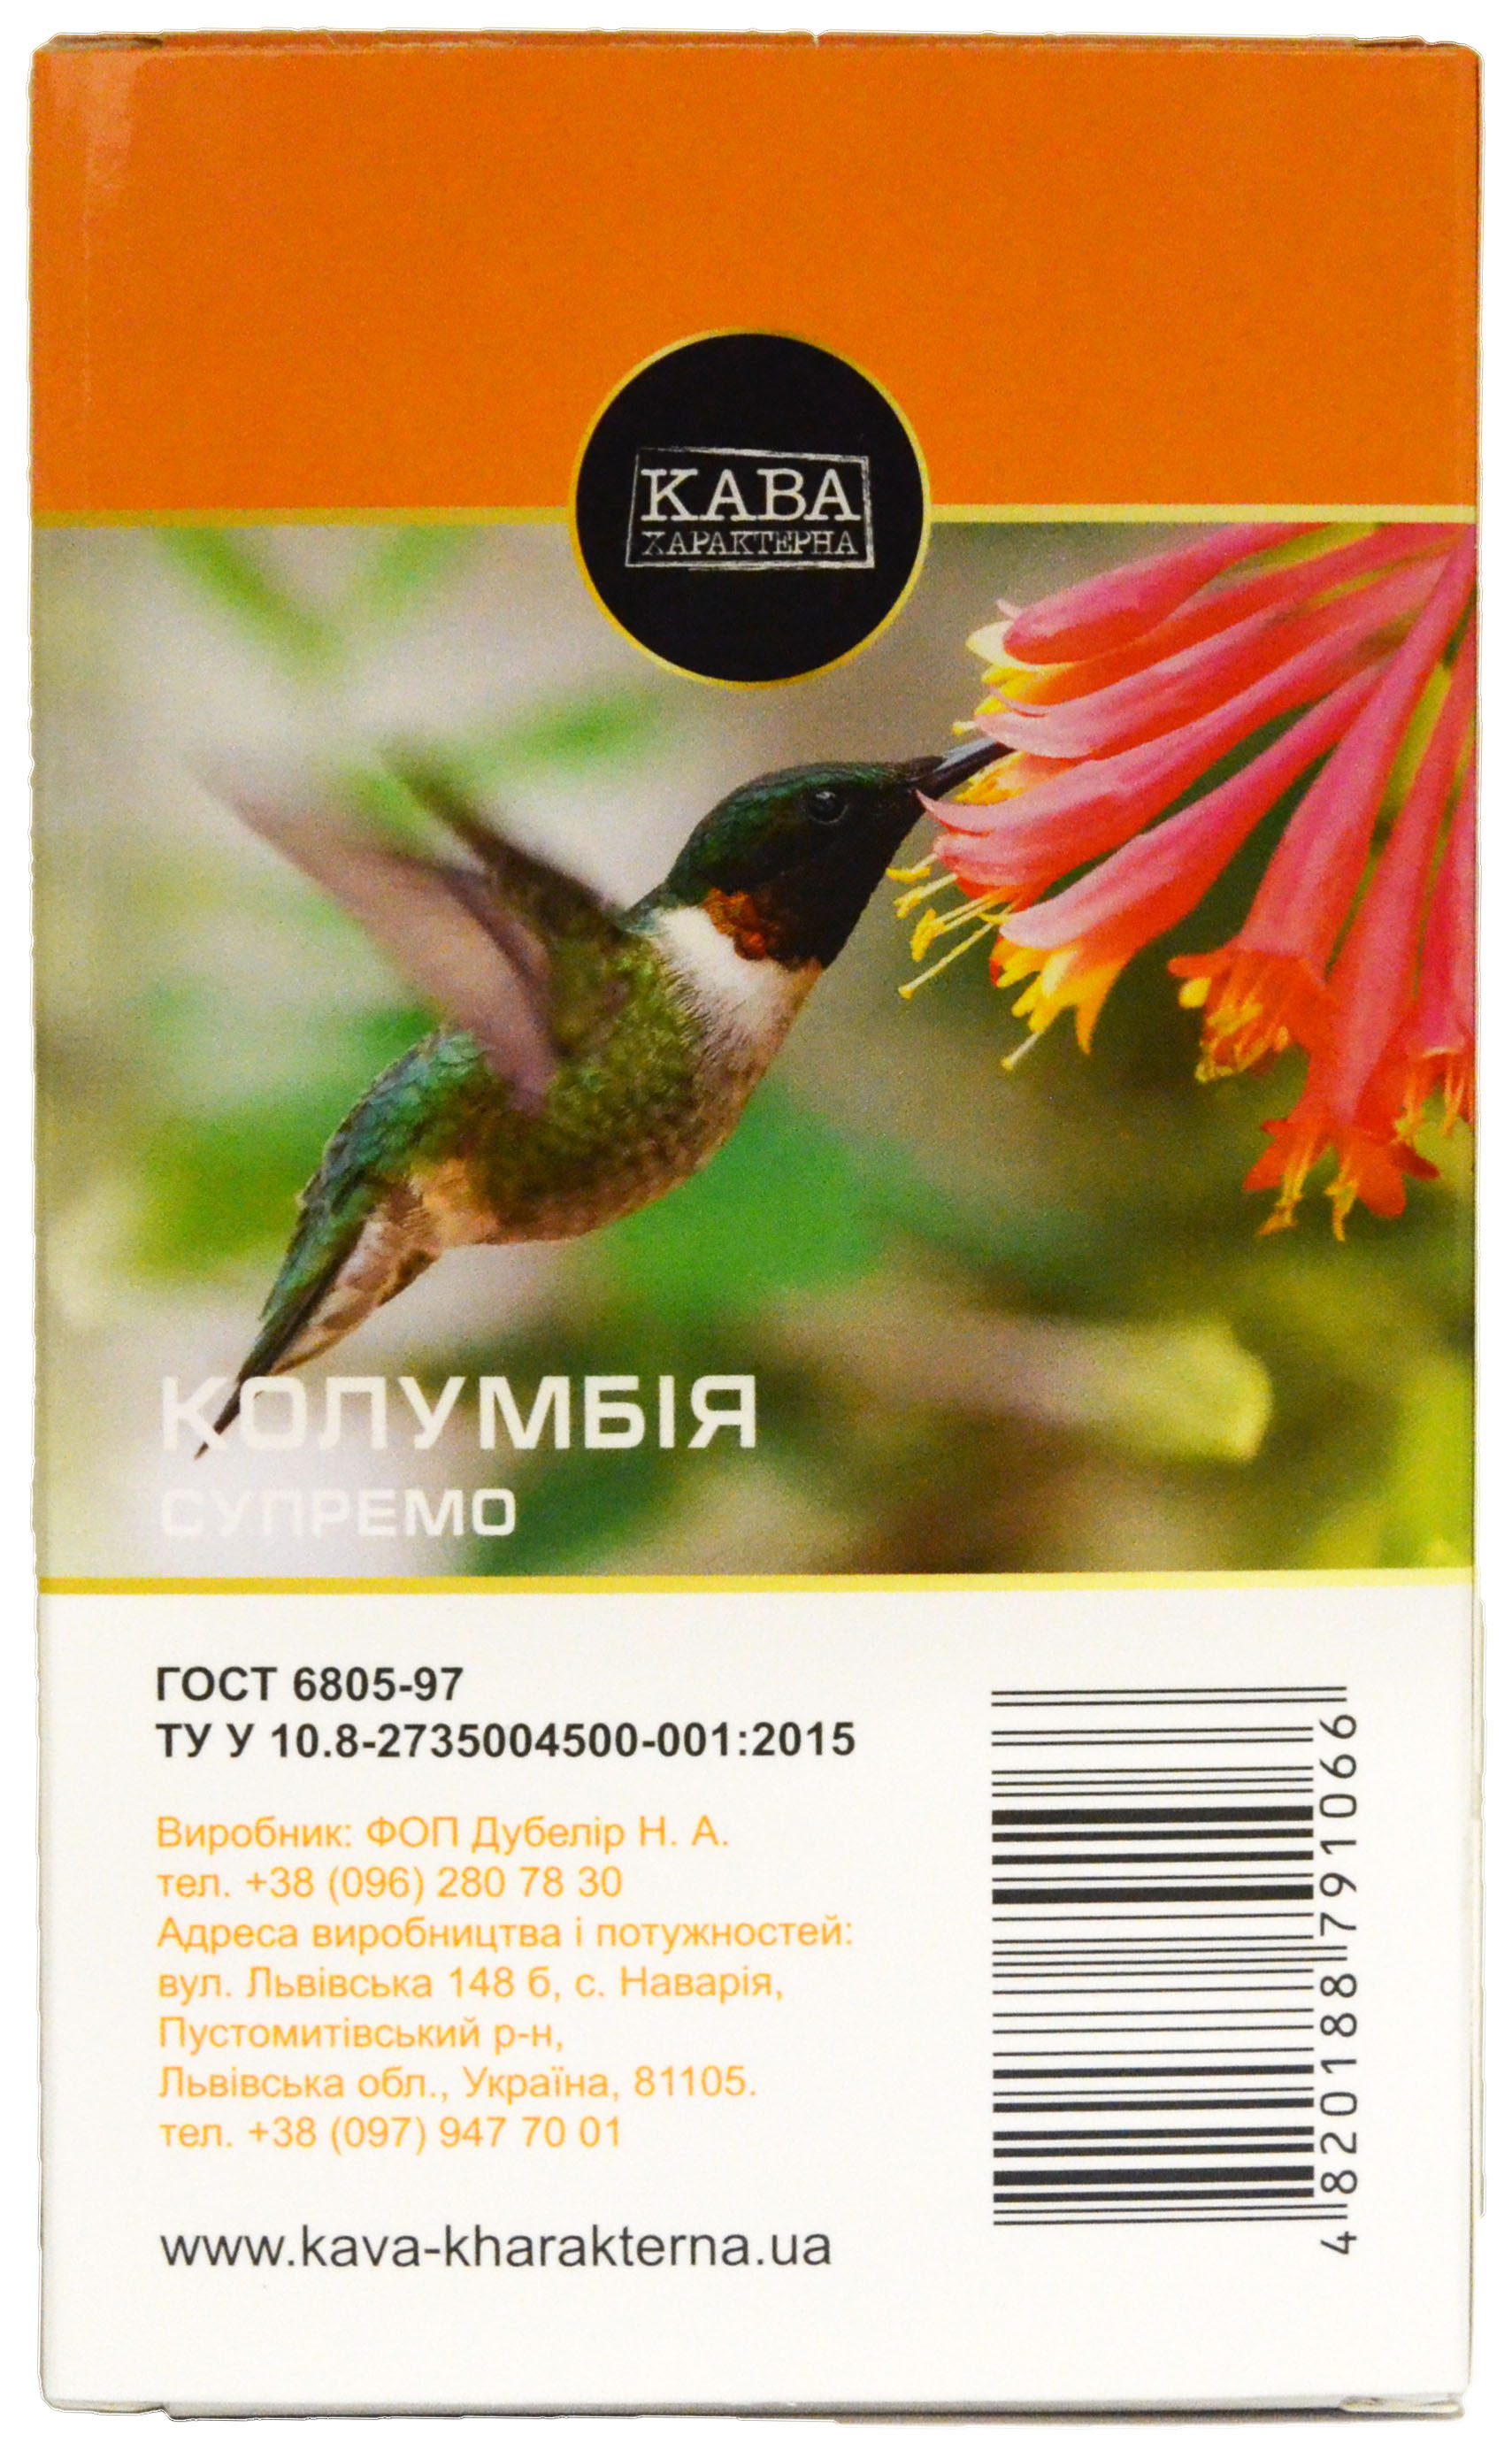 КАВА
ХАРАКТЕРНА
КОЛУМБІЯ
СУПРЕМО
ГОСТ 6805-97
ТУ У 10.8-2735004500-001:2015
Виробник: ФОП Дубелір Н. А.
тел. +38 (096) 280 78 30
Адреса виробництва і потужностей:
вул. Львівська 148 б, с. Наварія,
Пустомитівський р-н,
Львівська обл., Україна, 81105.
тел. +38 (097) 947 70 01
www.kava-kharakterna.ua
4 820188 791066